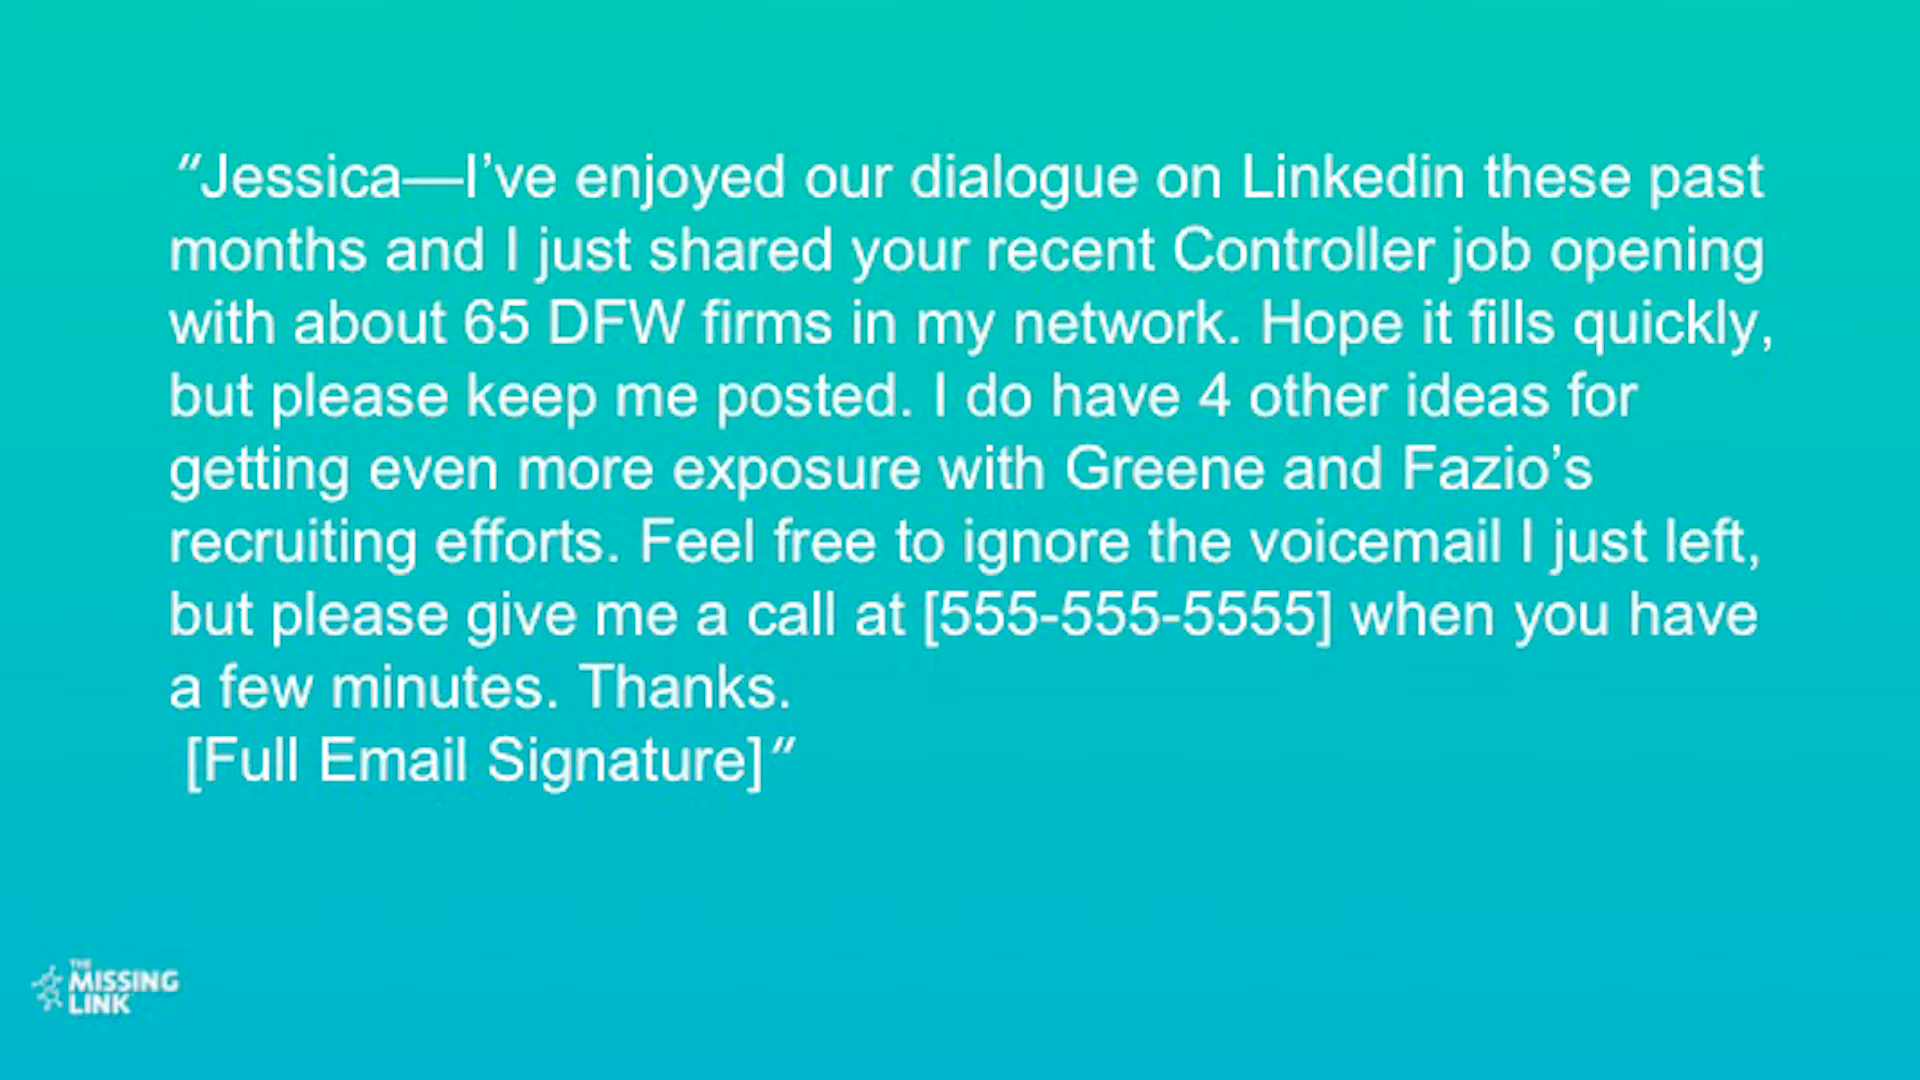 “Jessica—I’ve enjoyed our dialogue on Linkedin these past
months and I just shared your recent Controller job opening
with about 65 DFW firms in my network. Hope it fills quickly,
but please keep me posted. I do have 4 other ideas for
getting even more exposure with Greene and Fazio’s
recruiting efforts. Feel free to ignore the voicemail I just left,
but please give me a call at [555-555-5555] when you have
a few minutes. Thanks.
[Full Email Signature]”
THE
MISSING
LINK